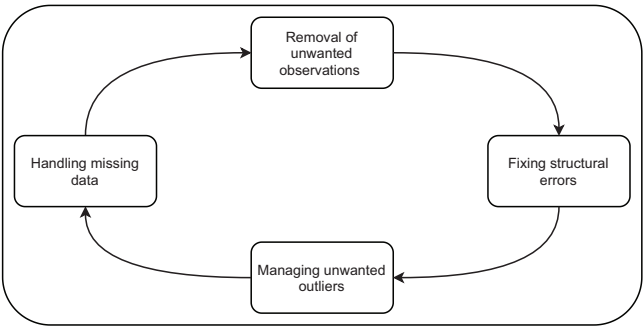 Removal of
unwanted
observations
Handling missing
data
Fixing structural
errors
Managing unwanted
outliers